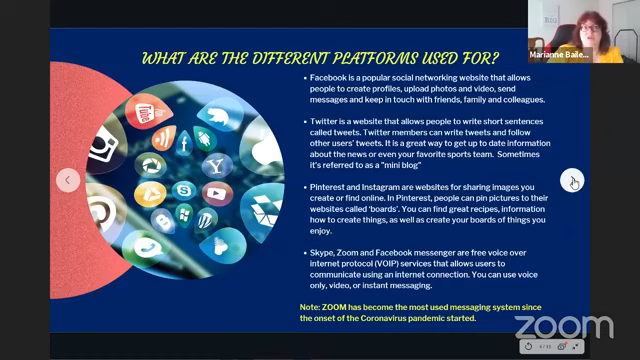 WHAT ARE THE DIFFERENT PLATFORMS USED FOR?
Marianne Baile...
• Facebook is a popular social networking website that allows
people to create profiles, upload photos and video, send
messages and keep in touch with friends, family and colleagues.
• Twitter is a website that allows people to write short sentences
called tweets. Twitter members can write tweets and follow
other users' tweets. It is a great way to get up to date information
about the news or even your favorite sports team. Sometimes
it's referred to as a "mini blog"
• Pinterest and Instagram are websites for sharing images you
create or find online. In Pinterest, people can pin pictures to their
websites called 'boards'. You can find great recipes, information
how to create things, as well as create your boards of things you
enjoy.
• Skype, Zoom and Facebook messenger are free voice over
internet protocol (VOIP) services that allows users to
communicate using an internet connection. You can use voice
only, video, or instant messaging.
Note: ZOOM has become the most used messaging system since
the onset of the Coronavirus pandemic started.
zoom